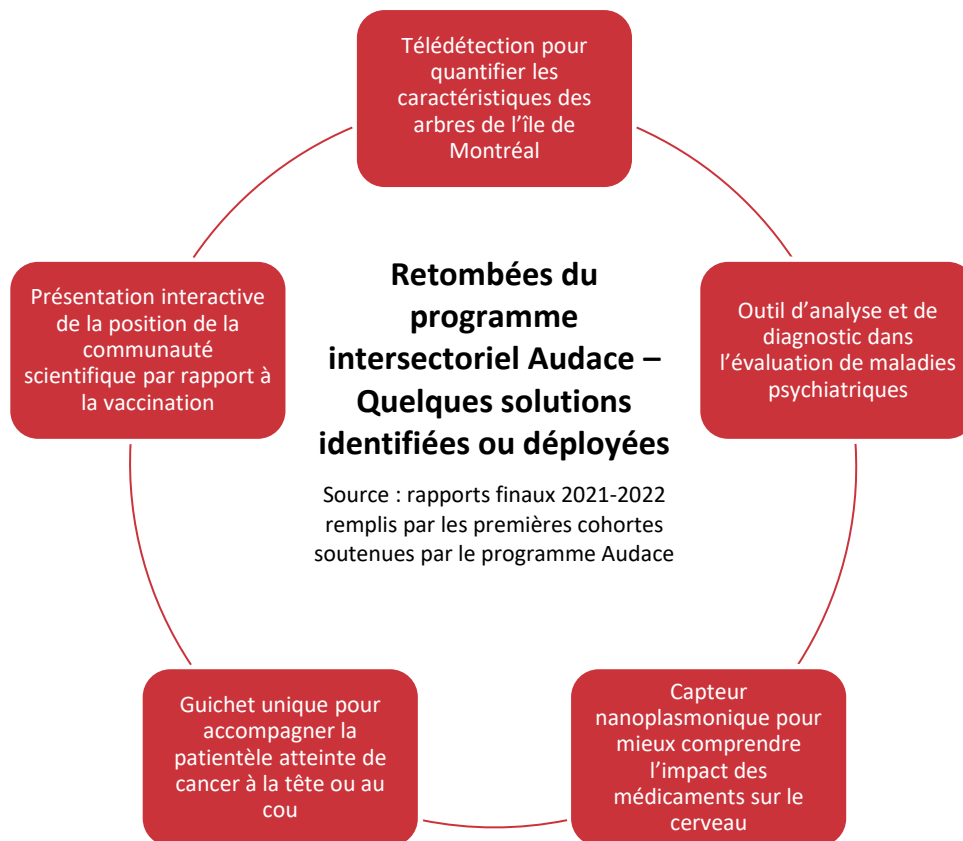 Télédétection pour
quantifier les
caractéristiques des
arbres de l'île de
Montréal
Retombées du
programme
intersectoriel Audace –
Quelques solutions
identifiées ou déployées
Source : rapports finaux 2021-2022
remplis par les premières cohortes
soutenues par le programme Audace
Présentation interactive
de la position de la
communauté
scientifique par rapport à
la vaccination
Outil d'analyse et de
diagnostic dans
l'évaluation de maladies
psychiatriques
Guichet unique pour
accompagner la
patientèle atteinte de
cancer à la tête ou au
cou
Capteur
nanoplasmonique pour
mieux comprendre
l'impact des
médicaments sur le
cerveau